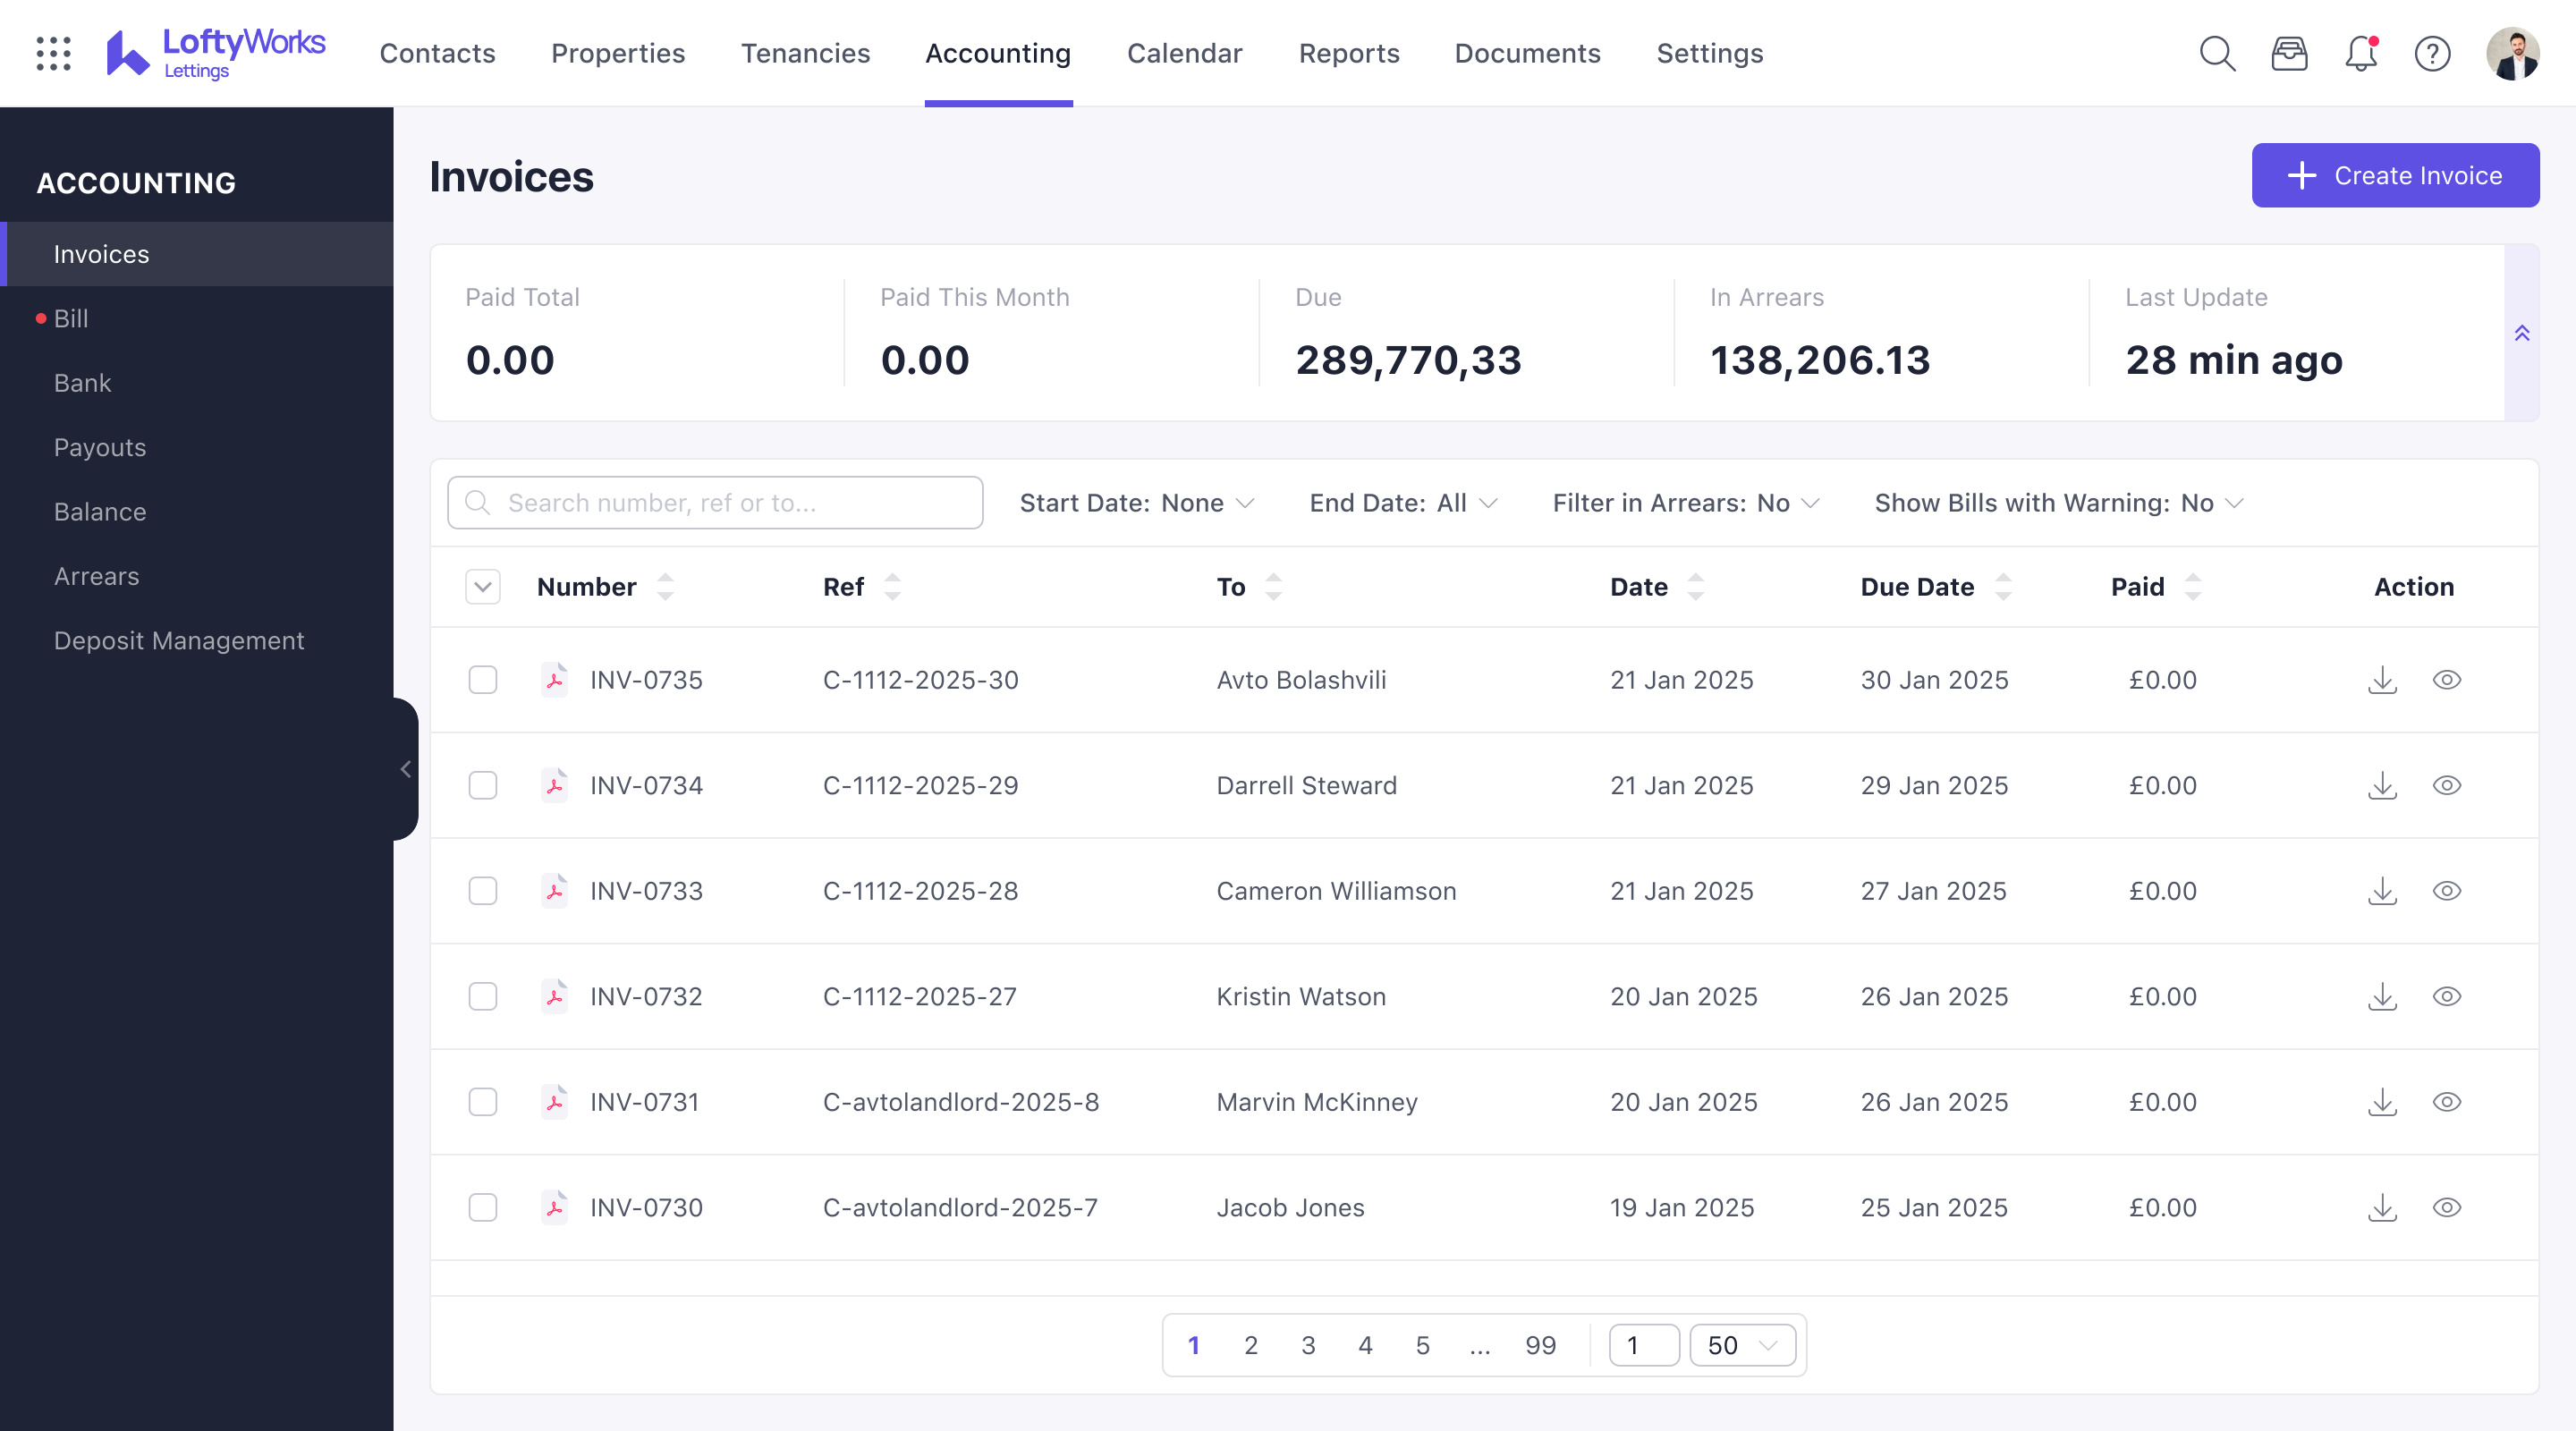 LoftyWorks
Lettings
Contacts Properties Tenancies Accounting Calendar Reports Documents Settings
ACCOUNTING
Invoices
Bill
Bank
Payouts
Balance
Arrears
Deposit Management
Invoices
Create Invoice
Paid Total Paid This Month Due In Arrears Last Update
0.00 0.00 289,770,33 138,206.13 28 min ago
Search number, ref or to... Start Date: None End Date: All Filter in Arrears: No Show Bills with Warning: No
Number Ref To Date Due Date Paid Action
INV-0735 C-1112-2025-30 Avto Bolashvili 21 Jan 2025 30 Jan 2025 £0.00
INV-0734 C-1112-2025-29 Darrell Steward 21 Jan 2025 29 Jan 2025 £0.00
INV-0733 C-1112-2025-28 Cameron Williamson 21 Jan 2025 27 Jan 2025 £0.00
INV-0732 C-1112-2025-27 Kristin Watson 20 Jan 2025 26 Jan 2025 £0.00
INV-0731 C-avtolandlord-2025-8 Marvin McKinney 20 Jan 2025 26 Jan 2025 £0.00
INV-0730 C-avtolandlord-2025-7 Jacob Jones 19 Jan 2025 25 Jan 2025 £0.00
1 2 3 4 5 ... 99 1 50